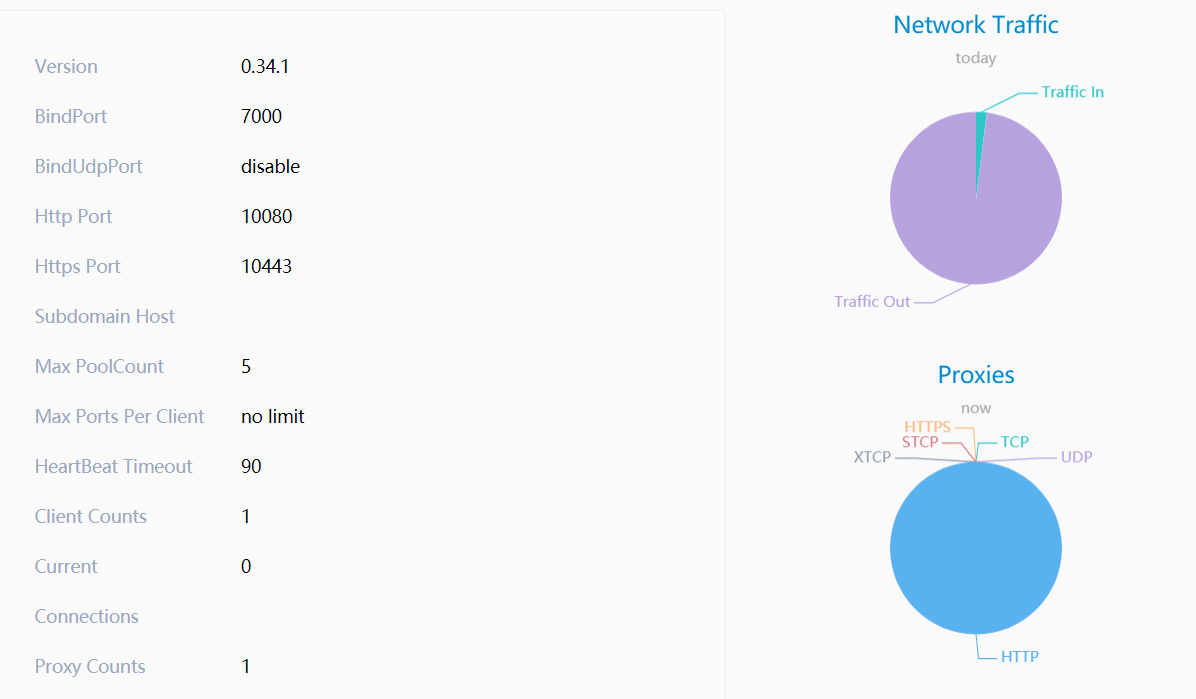 Version 0.34.1
BindPort 7000
BindUdpPort disable
Http Port 10080
Https Port 10443
Subdomain Host
Max PoolCount 5
Max Ports Per Client no limit
HeartBeat Timeout 90
Client Counts 1
Current 0
Connections
Proxy Counts 1
Network Traffic
today
Traffic In
Traffic Out
Proxies
now
HTTPS
STCP TCP
XTCP UDP
HTTP